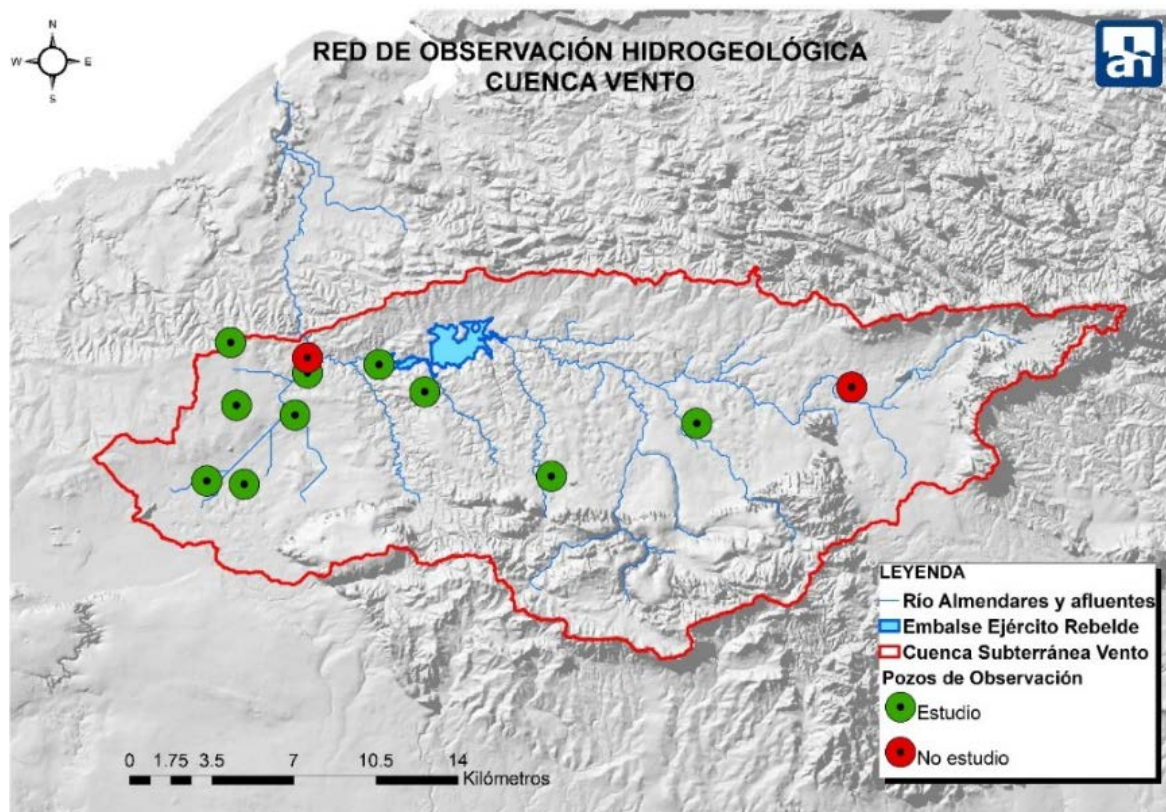 N
W E
S
RED DE OBSERVACIÓN HIDROGEOLÓGICA
CUENCA VENTO
LEYENDA
Río Almendares y afluentes
Embalse Ejército Rebelde
Cuenca Subterránea Vento
Pozos de Observación
Estudio
No estudio
0 1.75 3.5 7 10.5 14
Kilómetros